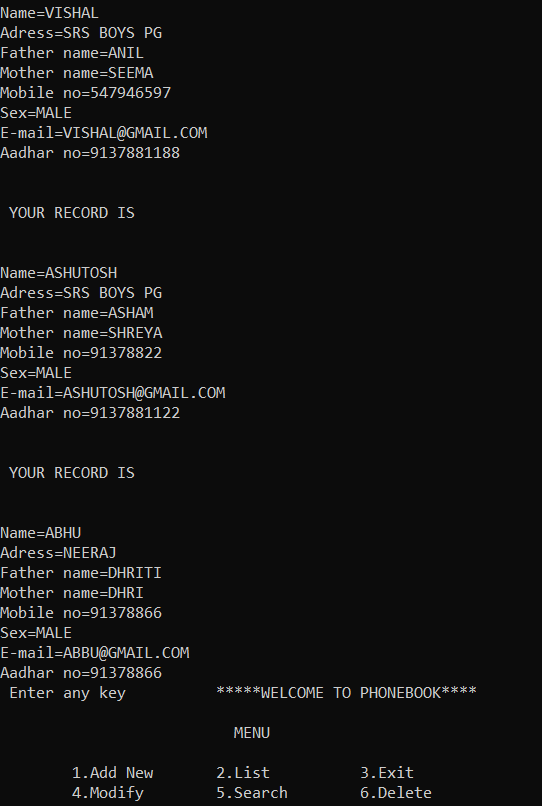 Name=VISHAL
Adress=SRS BOYS PG
Father name=ANIL
Mother name=SEEMA
Mobile no=547946597
Sex=MALE
E-mail=VISHAL@GMAIL.COM
Aadhar no=9137881188
YOUR RECORD IS
Name=ASHUTOSH
Adress=SRS BOYS PG
Father name=ASHAM
Mother name=SHREYA
Mobile no=91378822
Sex=MALE
E-mail=ASHUTOSH@GMAIL.COM
Aadhar no=9137881122
YOUR RECORD IS
Name=ABHU
Adress=NEERAJ
Father name=DHRITI
Mother name=DHRI
Mobile no=91378866
Sex=MALE
E-mail=ABBU@GMAIL.COM
Aadhar no=91378866
Enter any key *****WELCOME TO PHONEBOOK****
MENU
1.Add New 2.List 3.Exit
4.Modify 5.Search 6.Delete